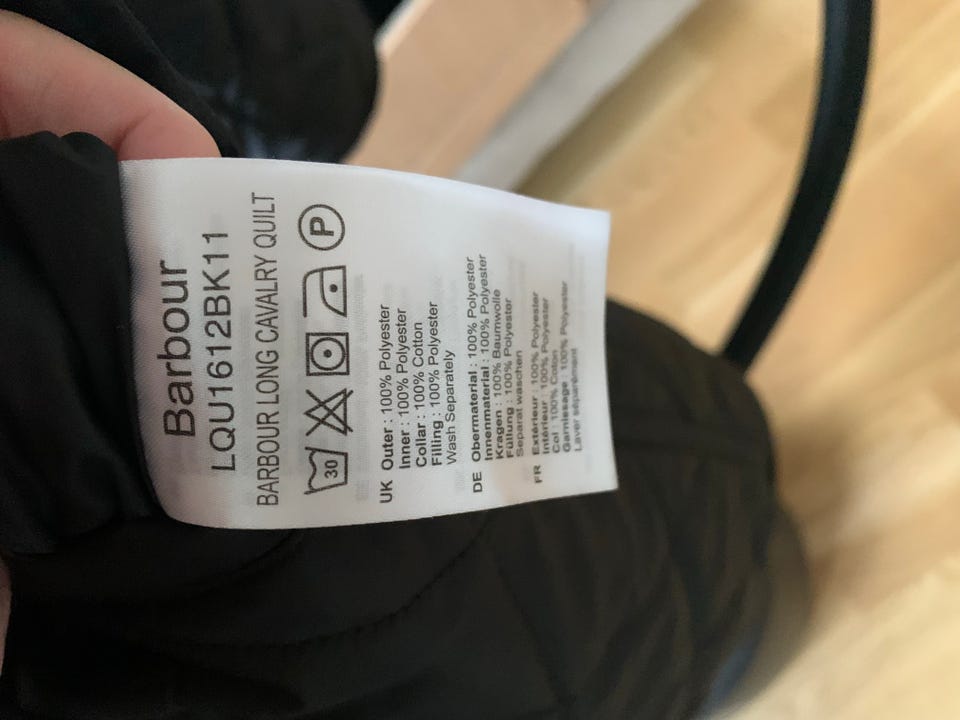 Barbour
LQU1612BK11
BARBOUR LONG CAVALRY QUILT
30 P
UK Outer : 100% Polyester
Inner : 100% Polyester
Collar : 100% Cotton
Filling : 100% Polyester
Wash Separately
DE Obermaterial : 100% Polyester
Innenmaterial : 100% Polyester
Kragen : 100% Baumwolle
Füllung : 100% Polyester
Separat waschen
FR Extérieur : 100% Polyester
Intérieur : 100% Polyester
Col : 100% Coton
Garnissage : 100% Polyester
Laver séparément